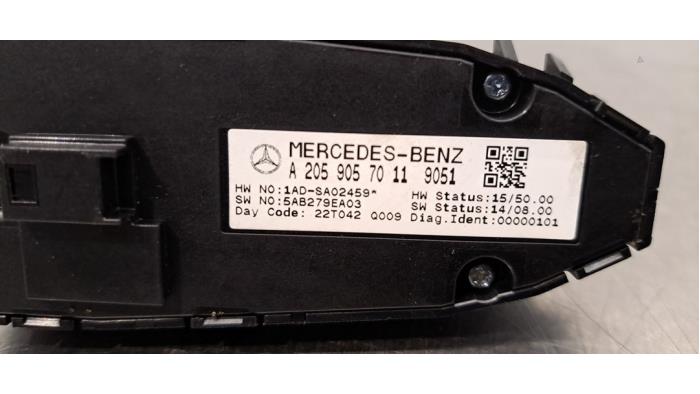 MERCEDES-BENZ
A 205 905 70 11 9051
HW NO:1AD-SA02459* HW Status:15/50.00
SW NO:5AB279EA03 SW Status:14/08.00
Day Code: 22T042 Q009 Diag.Ident:00000101